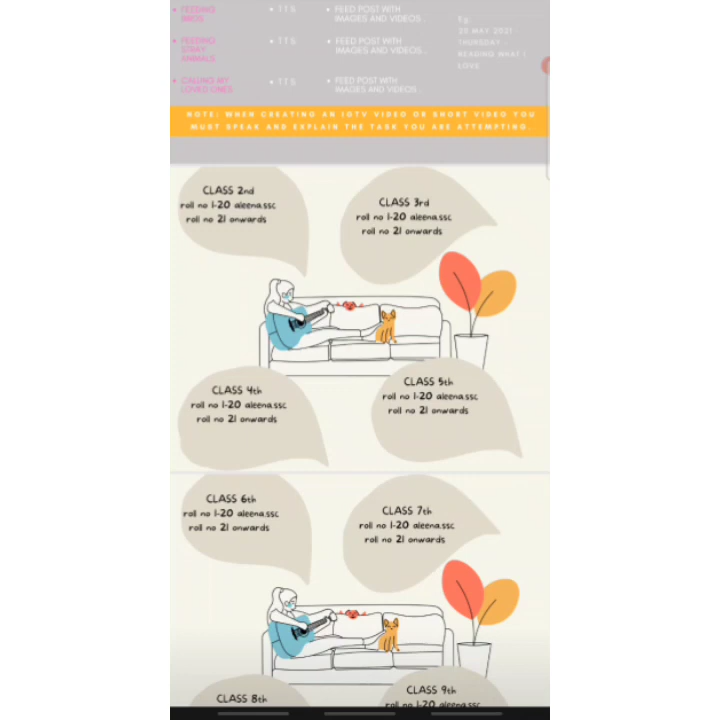 FEEDING
BIRDS
• 1 T S
• FEED POST WITH
IMAGES AND VIDEOS..
Eg:
20 MAY 2021 -
THURSDAY -
READING WHAT I
LOVE
• FEEDING
STRAY
ANIMALS
• 1 T S
• FEED POST WITH
IMAGES AND VIDEOS...
• CALLING MY
LOVED ONES
• 1 T S
• FEED POST WITH
IMAGES AND VIDEOS..
NOTE: WHEN CREATING AN IGTV VIDEO OR SHORT VIDEO YOU
MUST SPEAK AND EXPLAIN THE TASK YOU ARE ATTEMPTING.
CLASS 2nd
roll no 1-20 aleena.ssc
roll no 21 onwards
CLASS 3rd
roll no 1-20 aleena.ssc
roll no 21 onwards
CLASS 4th
roll no 1-20 aleena.ssc
roll no 21 onwards
CLASS 5th
roll no 1-20 aleena.ssc
roll no 21 onwards
CLASS 6th
roll no 1-20 aleena.ssc
roll no 21 onwards
CLASS 7th
roll no 1-20 aleena.ssc
roll no 21 onwards
CLASS 8th
CLASS 9th
roll no 1-20 aleena.ssc